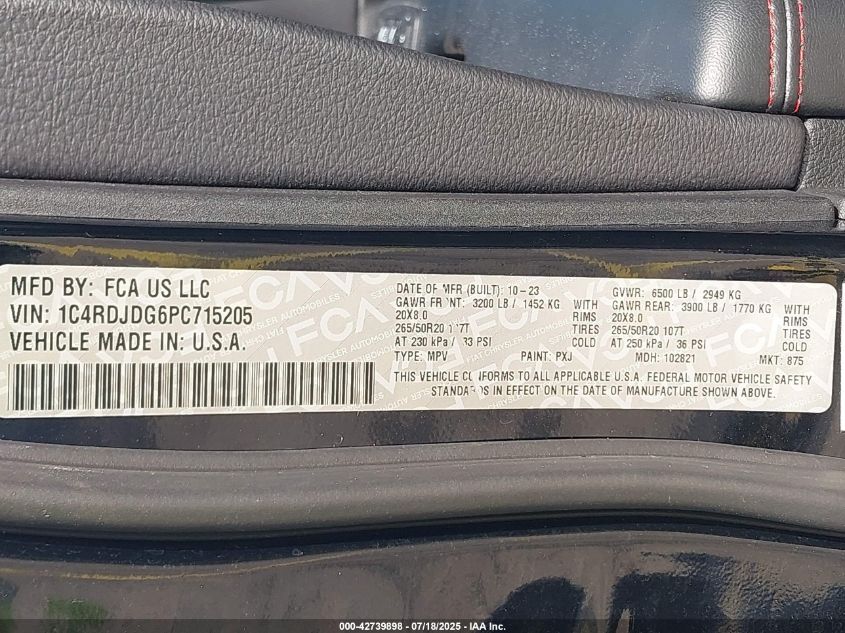 MFD BY: FCA US LLC
VIN: 1C4RDJDG6PC715205
VEHICLE MADE IN: U.S.A.
DATE OF MFR (BUILT): 10-23
GAWR FRONT: 3200 LB / 1452 KG WITH
20X8.0 RIMS
265/50R20 107T TIRES
AT 230 kPa / 33 PSI COLD
TYPE: MPV PAINT: PXJ
GVWR: 6500 LB / 2949 KG
GAWR REAR: 3900 LB / 1770 KG WITH
20X8.0 RIMS
265/50R20 107T TIRES
AT 250 kPa / 36 PSI COLD
MDH: 102821 MKT: 875
THIS VEHICLE CONFORMS TO ALL APPLICABLE U.S.A. FEDERAL MOTOR VEHICLE SAFETY
STANDARDS IN EFFECT ON THE DATE OF MANUFACTURE SHOWN ABOVE.
000-42739898 - 07/18/2025 - IAA Inc.